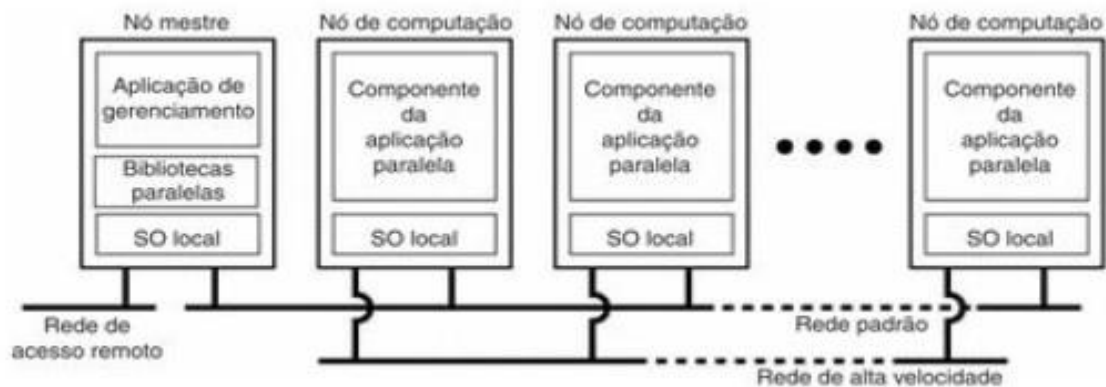 Nó mestre
Nó de computação
Nó de computação
Nó de computação
Aplicação de
gerenciamento
Bibliotecas
paralelas
SO local
Componente
da
aplicação
paralela
SO local
Componente
da
aplicação
paralela
SO local
Componente
da
aplicação
paralela
SO local
Rede de
acesso remoto
Rede padrão
Rede de alta velocidade